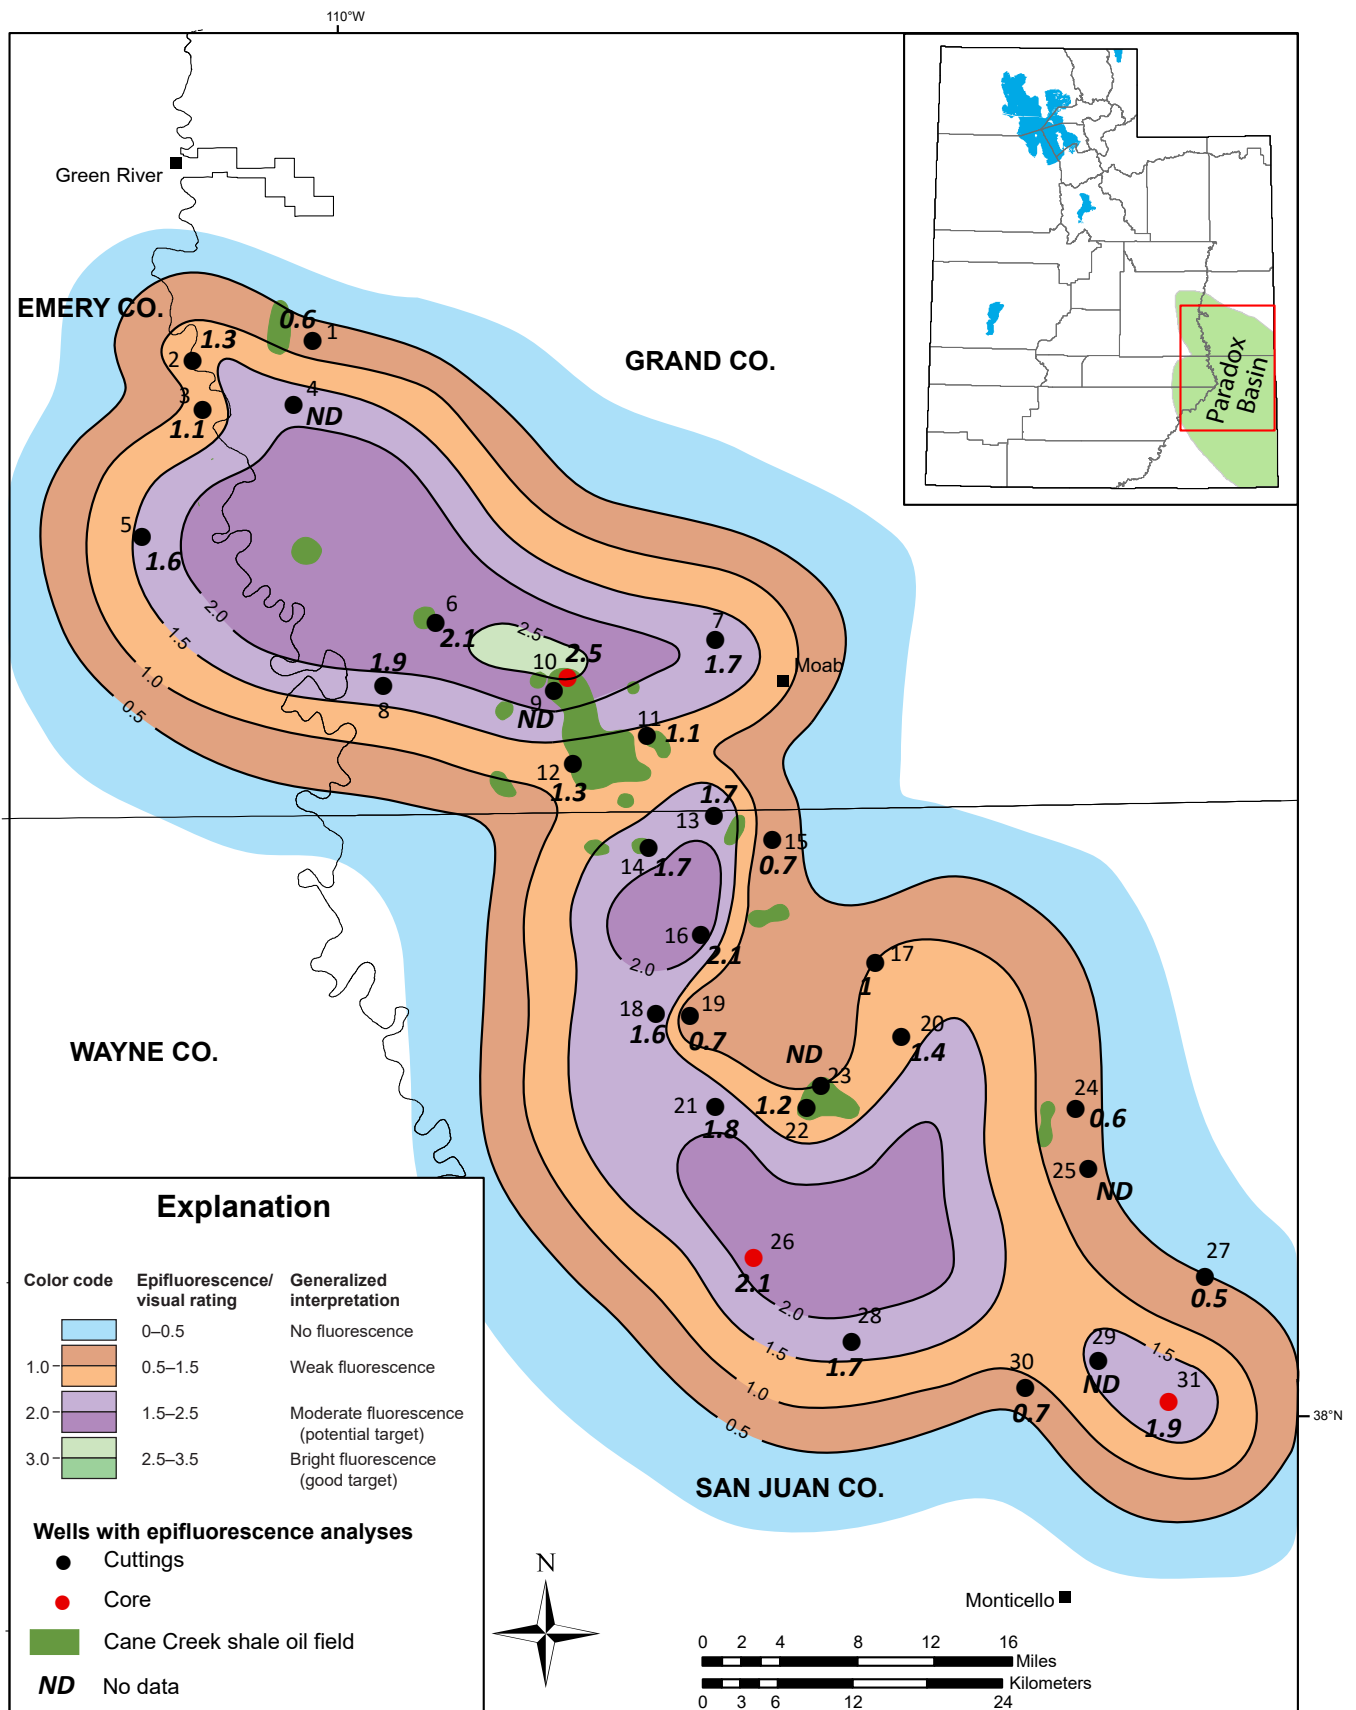 110°W
Green River
EMERY CO.
0.6
1
1.3
2
GRAND CO.
3
1.1
4
ND
Paradox
Basin
5
1.6
2.0
6
2.1
2.5
7
1.7
1.5
10
2.5
Moab
1.9
8
9
ND
1.0
0.5
11
1.1
12
1.3
1.7
13
15
0.7
14
1.7
16
2.1
2.0
17
1
18
1.6
19
0.7
20
1.4
WAYNE CO.
ND
23
1.2
22
21
1.8
24
0.6
25
ND
26
2.1
2.0
27
0.5
28
1.7
1.5
29
ND
1.5
30
0.7
31
1.9
1.0
0.5
38°N
SAN JUAN CO.
Explanation
Color code
Epifluorescence/
visual rating
Generalized
interpretation
0–0.5
No fluorescence
1.0
0.5–1.5
Weak fluorescence
2.0
1.5–2.5
Moderate fluorescence
(potential target)
3.0
2.5–3.5
Bright fluorescence
(good target)
Wells with epifluorescence analyses
Cuttings
Core
Cane Creek shale oil field
ND No data
N
Monticello
0 2 4 8 12 16
Miles
Kilometers
0 3 6 12 24